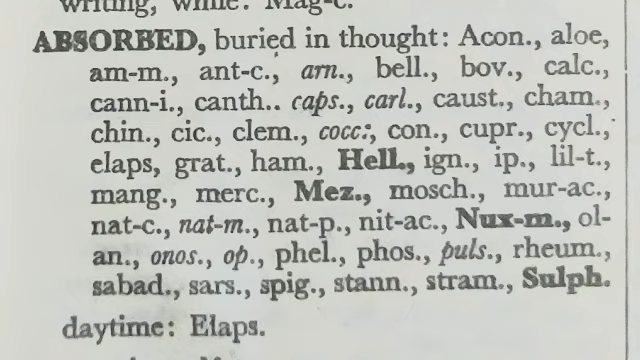 writing, while: Mag-c.
ABSORBED, buried in thought: Acon., aloe,
am-m., ant-c., arn., bell., bov., calc.,
cann-i., canth.. caps., carl., caust., cham.,
chin., cic., clem., cocc:, con., cupr., cycl.,
elaps, grat., ham., Hell., ign., ip., lil-t.,
mang., merc., Mez., mosch., mur-ac.,
nat-c., nat-m., nat-p., nit-ac., Nux-m., ol-
an., onos., op., phel., phos., puls., rheum.,
sabad., sars., spig., stann., stram., Sulph.
daytime: Elaps.